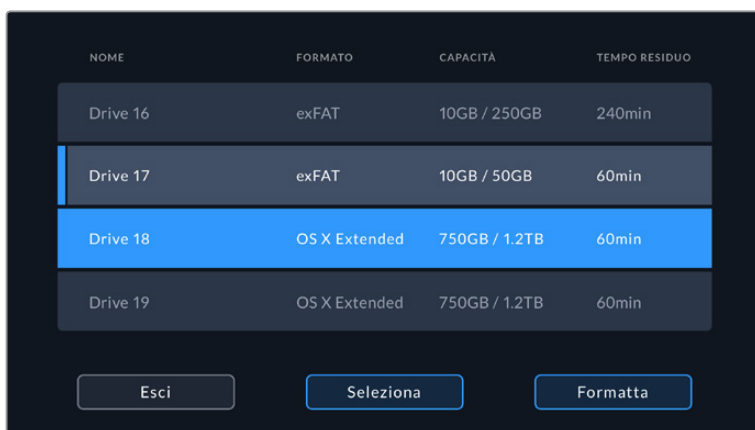 NOME FORMATO CAPACITÀ TEMPO RESIDUO
Drive 16 exFAT 10GB / 250GB 240min
Drive 17 exFAT 10GB / 50GB 60min
Drive 18 OS X Extended 750GB / 1.2TB 60min
Drive 19 OS X Extended 750GB / 1.2TB 60min
Esci Seleziona Formatta